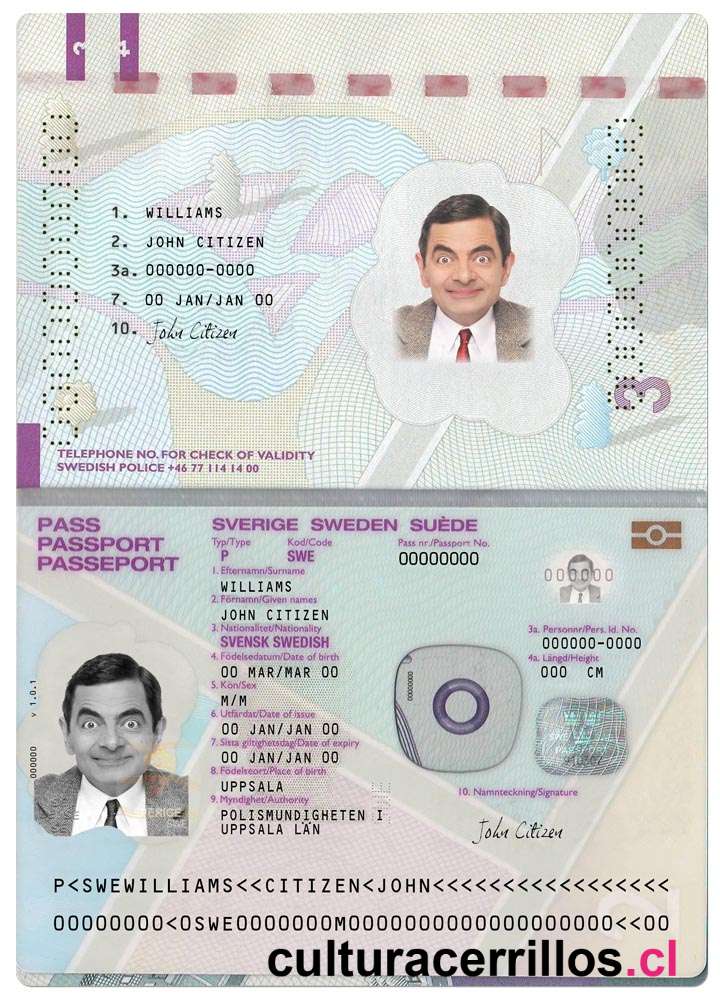 3 4
1. WILLIAMS
2. JOHN CITIZEN
3a. 000000-0000
7. 00 JAN/JAN 00
10. John Citizen
3
TELEPHONE NO. FOR CHECK OF VALIDITY
SWEDISH POLICE +46 77 114 14 00
PASS
PASSPORT
PASSEPORT
SVERIGE SWEDEN SUÈDE
Typ/Type Kod/Code Pass nr./Passport No.
P SWE 00000000
1. Efternamn/Surname
WILLIAMS
2. Förnamn/Given names
JOHN CITIZEN
3. Nationalitet/Nationality
SVENSK SWEDISH
4. Födelsedatum/Date of birth
00 MAR/MAR 00
5. Kön/Sex
M/M
6. Utfärdat/Date of issue
00 JAN/JAN 00
7. Sista giltighetsdag/Date of expiry
00 JAN/JAN 00
8. Födelseort/Place of birth
UPPSALA
9. Myndighet/Authority
POLISMUNDIGHETEN I
UPPSALA LÄN
000000
3a. Personnr/Pers. Id. No.
000000-0000
4a. Längd/Height
000 CM
10. Namnteckning/Signature
John Citizen
000000 v 1.0.1
P<SWEWILLIAMS<<CITIZEN<JOHN<<<<<<<<<<<<<<<<<
00000000<0SWE0000000M0000000000000000000<<00
culturacerrillos.cl